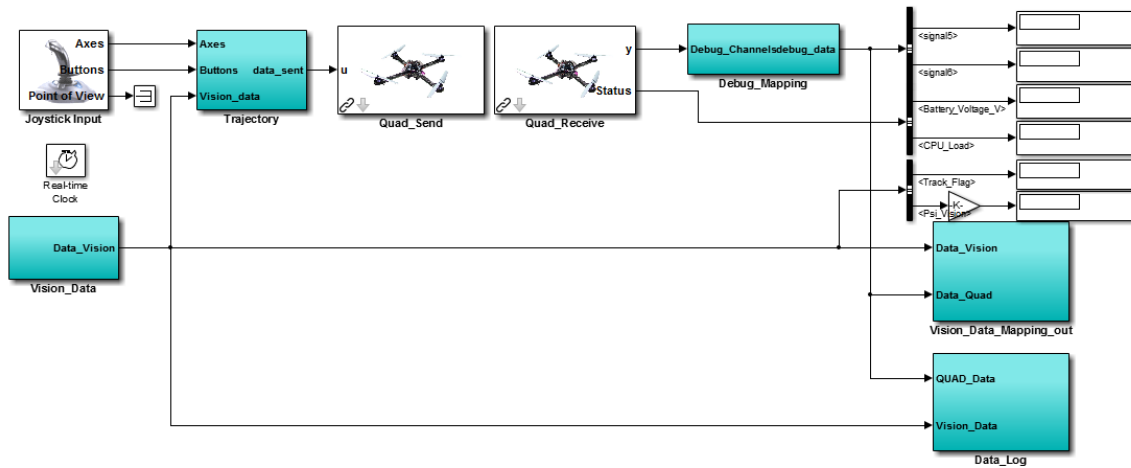 Axes
Buttons
Point of View
Joystick Input
Axes
Buttons
data_sent
Vision_data
Trajectory
u
Quad_Send
y
Status
Quad_Receive
Debug_Channelsdebug_data
Debug_Mapping
<signal5>
<signal6>
<Battery_Voltage_V>
<CPU_Load>
<Track_Flag>
-K-
<Psi_Vision>
Real-time
Clock
Data_Vision
Vision_Data
Data_Vision
Data_Quad
Vision_Data_Mapping_out
QUAD_Data
Vision_Data
Data_Log